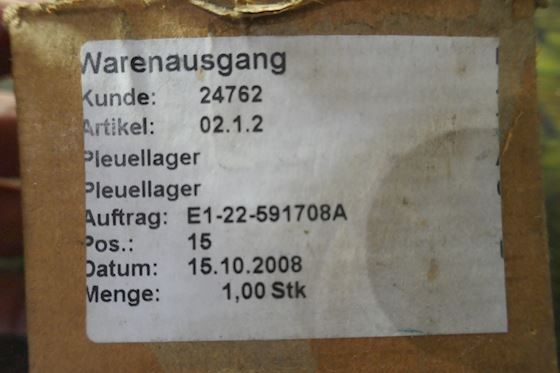 Warenausgang
Kunde: 24762
Artikel: 02.1.2
Pleuellager
Pleuellager
Auftrag: E1-22-591708A
Pos.: 15
Datum: 15.10.2008
Menge: 1,00 Stk